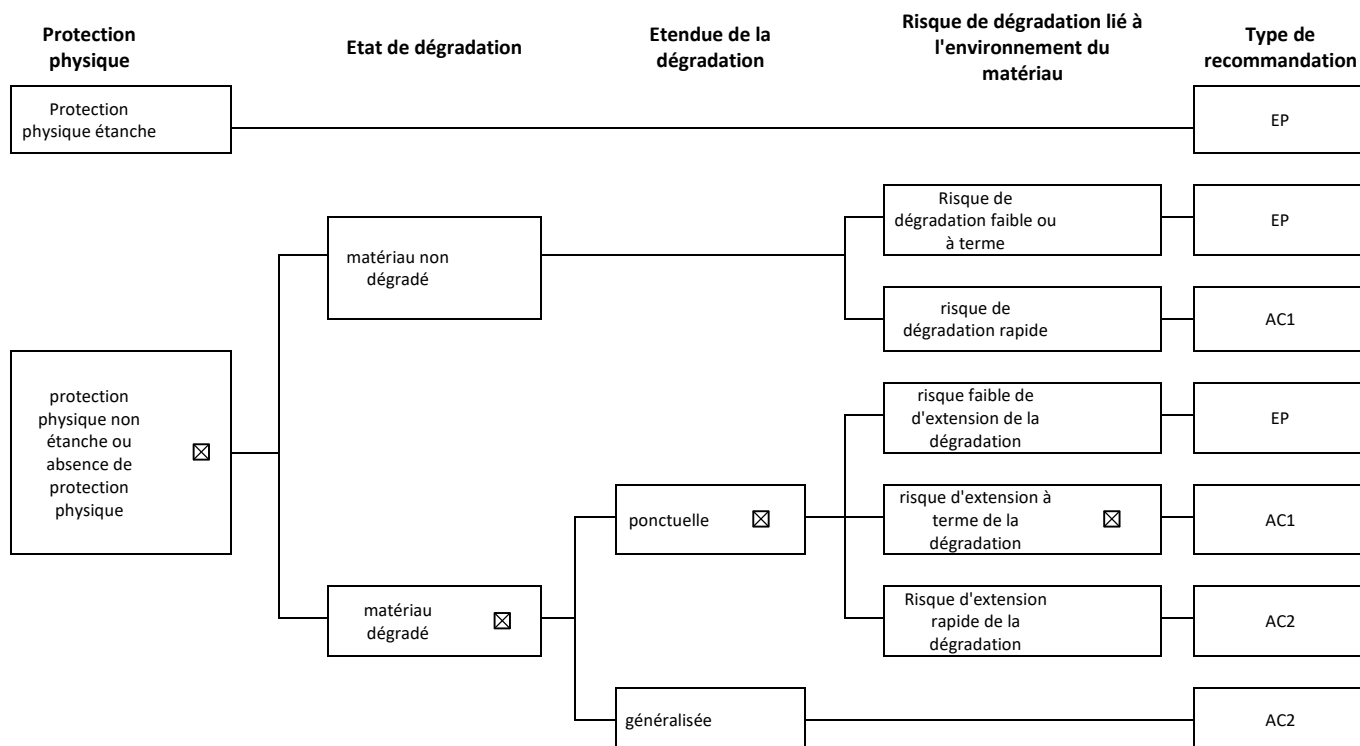 Protection
physique
Etat de dégradation
Etendue de la
dégradation
Risque de dégradation lié à
l'environnement du
matériau
Type de
recommandation
Protection
physique étanche
EP
Risque de
dégradation faible ou
à terme
EP
matériau non
dégradé
risque de
dégradation rapide
AC1
protection
physique non
étanche ou
absence de
protection
physique
☒
risque faible de
d'extension de la
dégradation
EP
ponctuelle ☒
risque d'extension à
terme de la
dégradation
☒
AC1
matériau
dégradé
☒
Risque d'extension
rapide de la
dégradation
AC2
généralisée
AC2